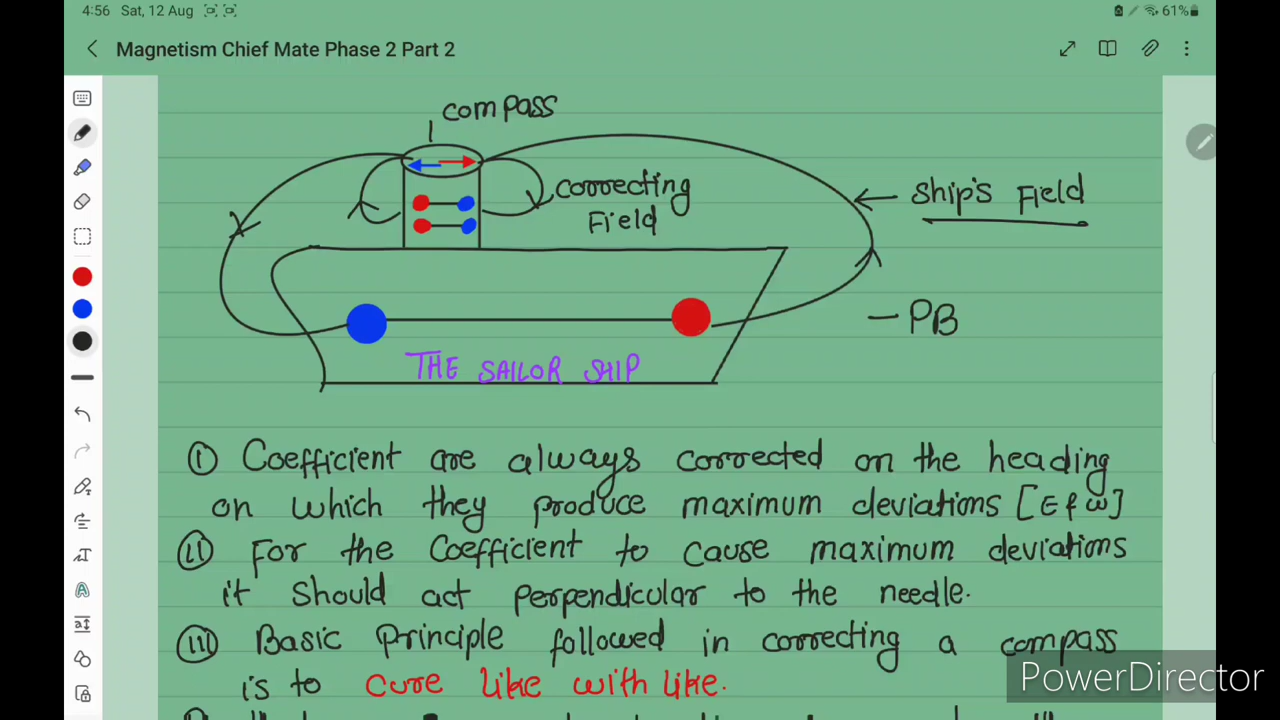 4:56 Sat, 12 Aug
61%
Magnetism Chief Mate Phase 2 Part 2
compass
correcting
Field
Ship's Field
- PB
THE SAILOR SHIP
(i) Coefficient are always corrected on the heading
on which they produce maximum deviations [E & W]
(ii) For the Coefficient to cause maximum deviations
it should act perpendicular to the needle.
(iii) Basic Principle followed in correcting a compass
is to cure like with like.
PowerDirector